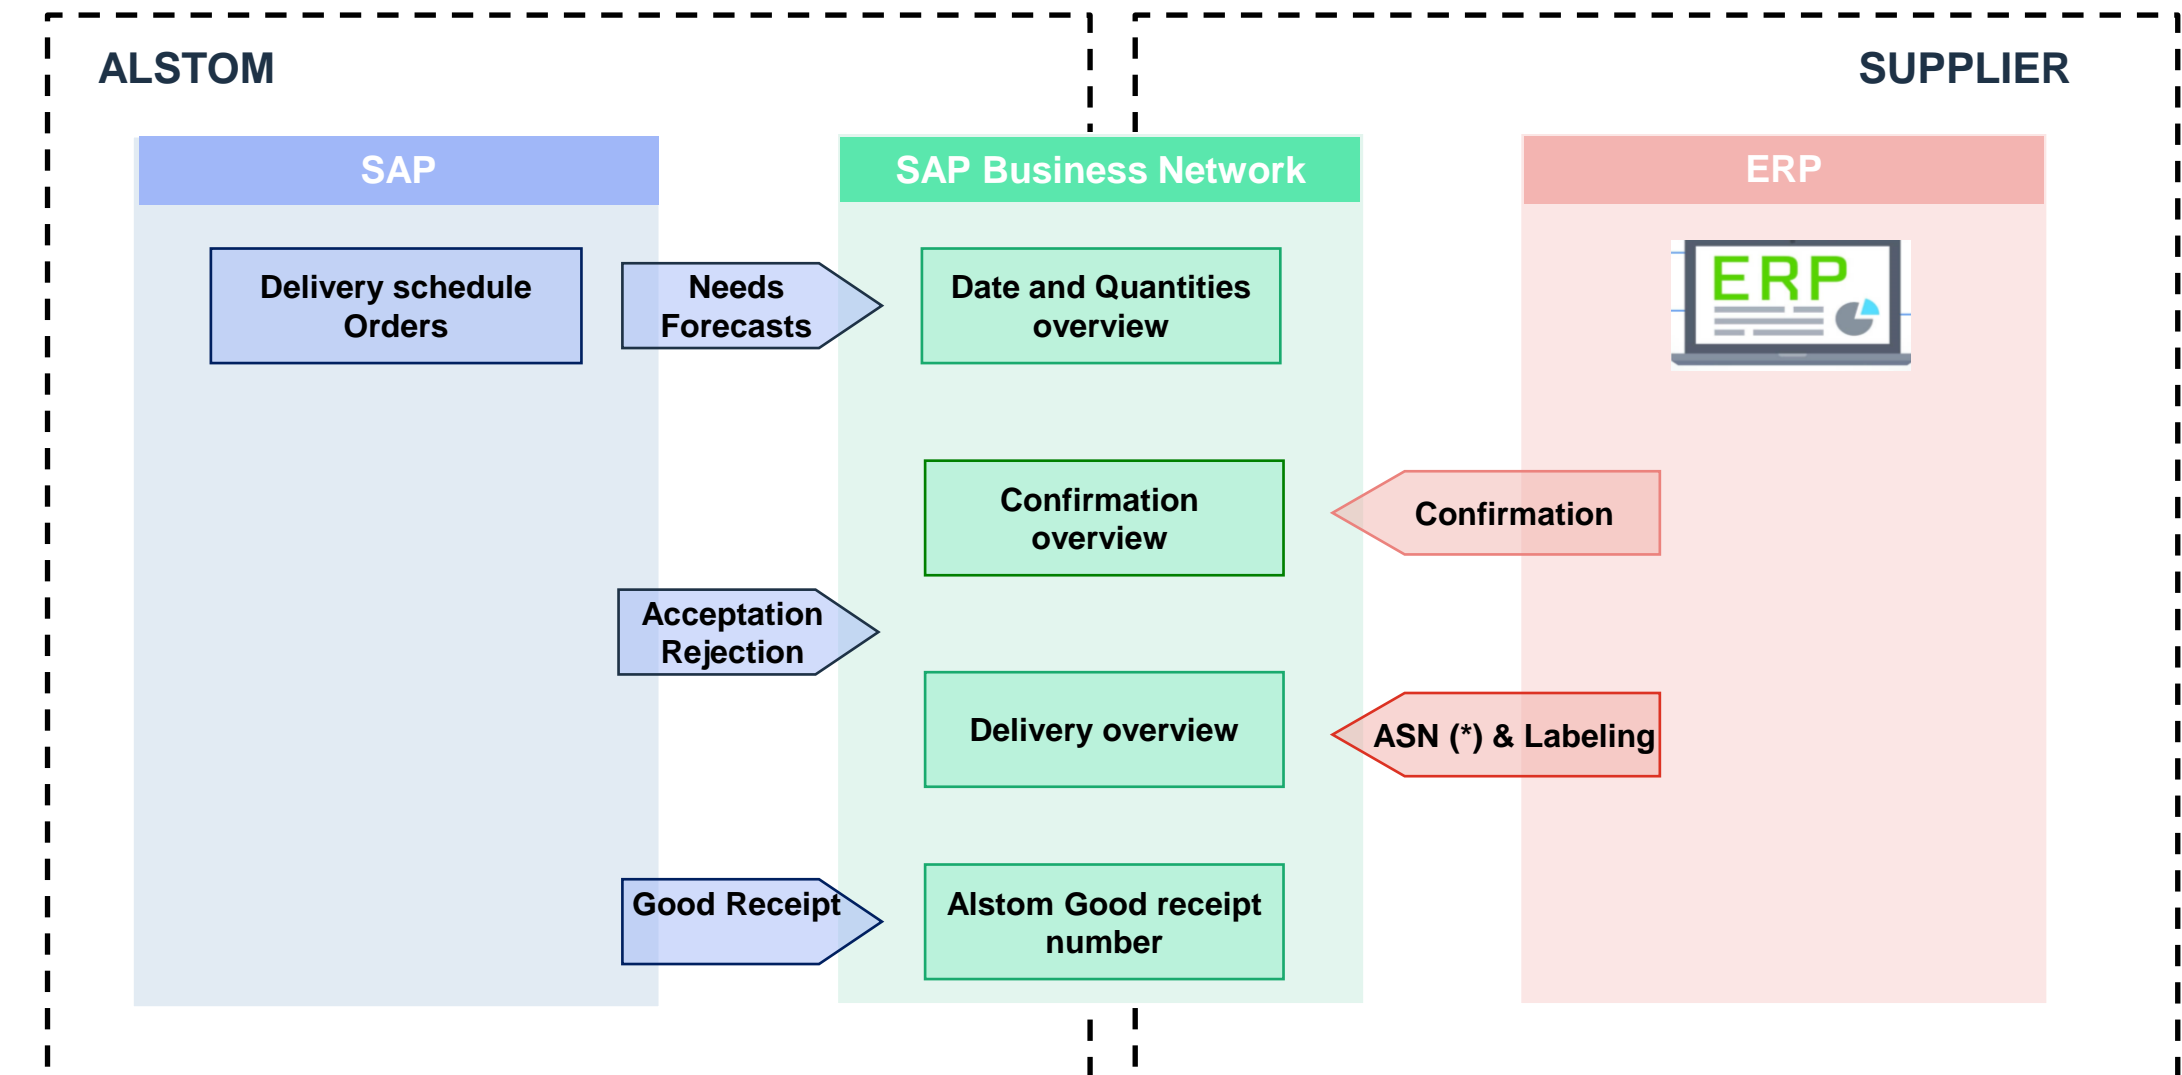 ALSTOM
SUPPLIER
SAP
SAP Business Network
ERP
Delivery schedule
Orders
Needs
Forecasts
Date and Quantities
overview
ERP
Confirmation
overview
Confirmation
Acceptation
Rejection
Delivery overview
ASN (*) & Labeling
Good Receipt
Alstom Good receipt
number